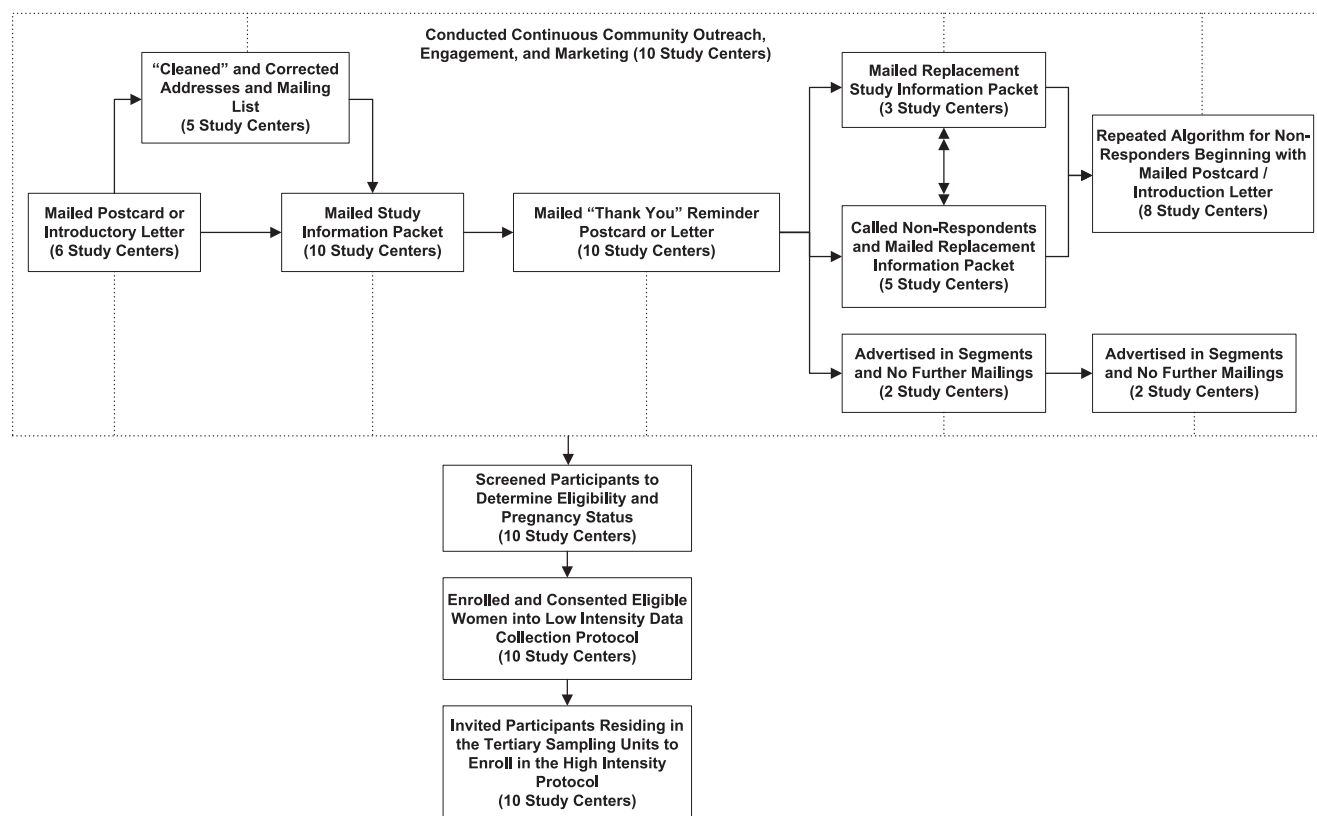 Conducted Continuous Community Outreach,
Engagement, and Marketing (10 Study Centers)
“Cleaned” and Corrected
Addresses and Mailing
List
(5 Study Centers)
Mailed Postcard or
Introductory Letter
(6 Study Centers)
Mailed Study
Information Packet
(10 Study Centers)
Mailed “Thank You” Reminder
Postcard or Letter
(10 Study Centers)
Mailed Replacement
Study Information Packet
(3 Study Centers)
Called Non-Respondents
and Mailed Replacement
Information Packet
(5 Study Centers)
Repeated Algorithm for Non-
Responders Beginning with
Mailed Postcard /
Introduction Letter
(8 Study Centers)
Advertised in Segments
and No Further Mailings
(2 Study Centers)
Advertised in Segments
and No Further Mailings
(2 Study Centers)
Screened Participants to
Determine Eligibility and
Pregnancy Status
(10 Study Centers)
Enrolled and Consented Eligible
Women into Low Intensity Data
Collection Protocol
(10 Study Centers)
Invited Participants Residing in
the Tertiary Sampling Units to
Enroll in the High Intensity
Protocol
(10 Study Centers)